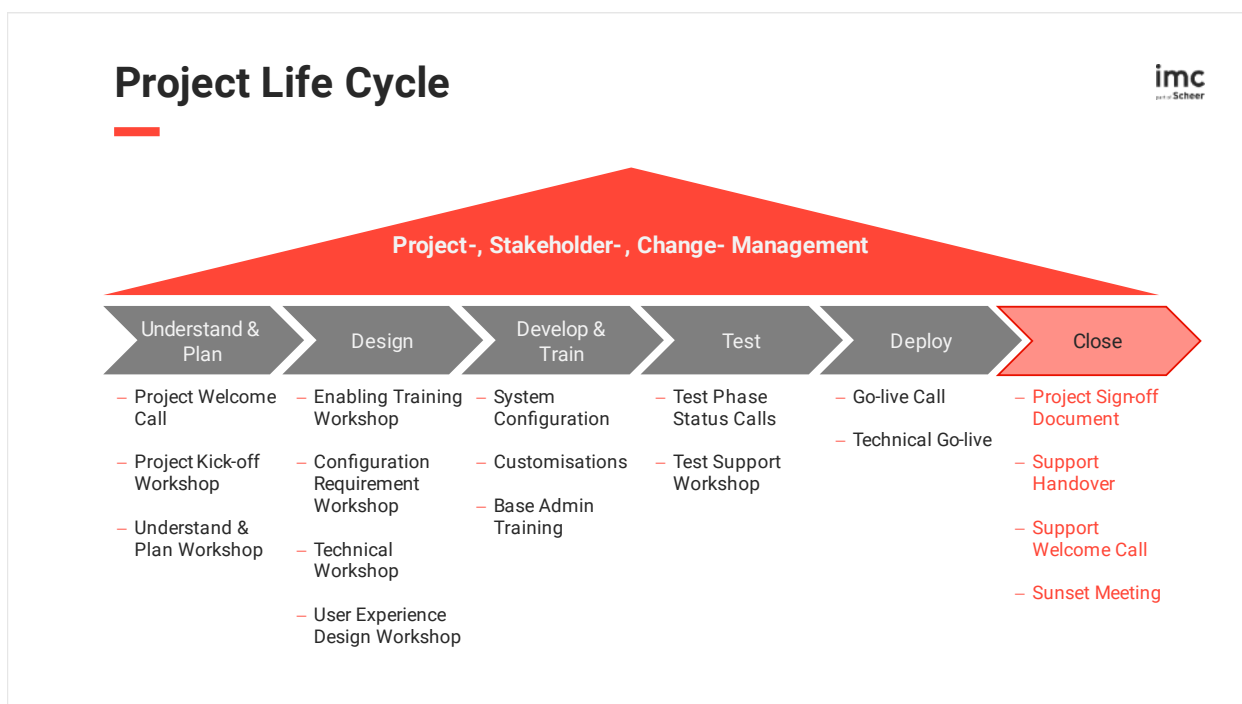 Project Life Cycle
imc
part of Scheer
Project-, Stakeholder-, Change- Management
Understand &
Plan
Design
Develop &
Train
Test
Deploy
Close
– Project Welcome
Call
– Project Kick-off
Workshop
– Understand &
Plan Workshop
– Enabling Training
Workshop
– Configuration
Requirement
Workshop
– Technical
Workshop
– User Experience
Design Workshop
– System
Configuration
– Customisations
– Base Admin
Training
– Test Phase
Status Calls
– Test Support
Workshop
– Go-live Call
– Technical Go-live
– Project Sign-off
Document
– Support
Handover
– Support
Welcome Call
– Sunset Meeting